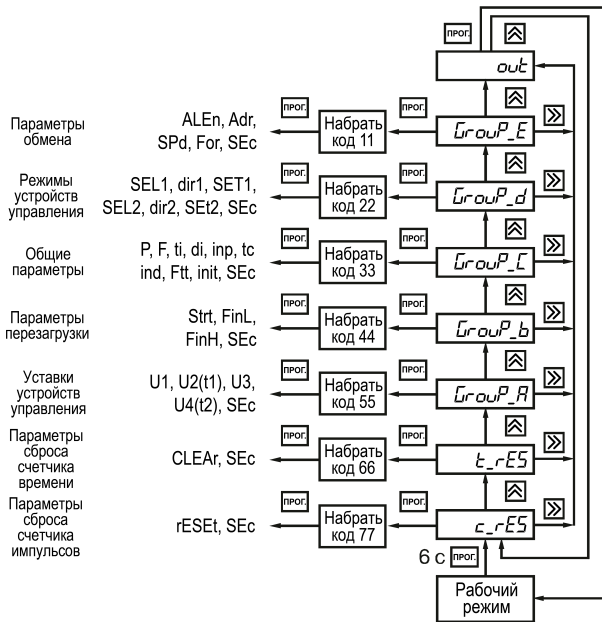 ПРОГ.
out
Параметры
обмена
ALEn, Adr,
SPd, For, SEc
ПРОГ.
Набрать
код 11
ПРОГ.
GrouP_E
Режимы
устройств
управления
SEL1, dir1, SET1,
SEL2, dir2, SEt2, SEc
ПРОГ.
Набрать
код 22
ПРОГ.
GrouP_d
Общие
параметры
P, F, ti, di, inp, tc
ind, Ftt, init, SEc
ПРОГ.
Набрать
код 33
ПРОГ.
GrouP_C
Параметры
перезагрузки
Strt, FinL,
FinH, SEc
ПРОГ.
Набрать
код 44
ПРОГ.
GrouP_b
Уставки
устройств
управления
U1, U2(t1), U3,
U4(t2), SEc
ПРОГ.
Набрать
код 55
ПРОГ.
GrouP_A
Параметры
сброса
счетчика
времени
CLEAr, SEc
ПРОГ.
Набрать
код 66
ПРОГ.
t_rES
Параметры
сброса
счетчика
импульсов
rESEt, SEc
ПРОГ.
Набрать
код 77
ПРОГ.
c_rES
6 с ПРОГ.
Рабочий
режим